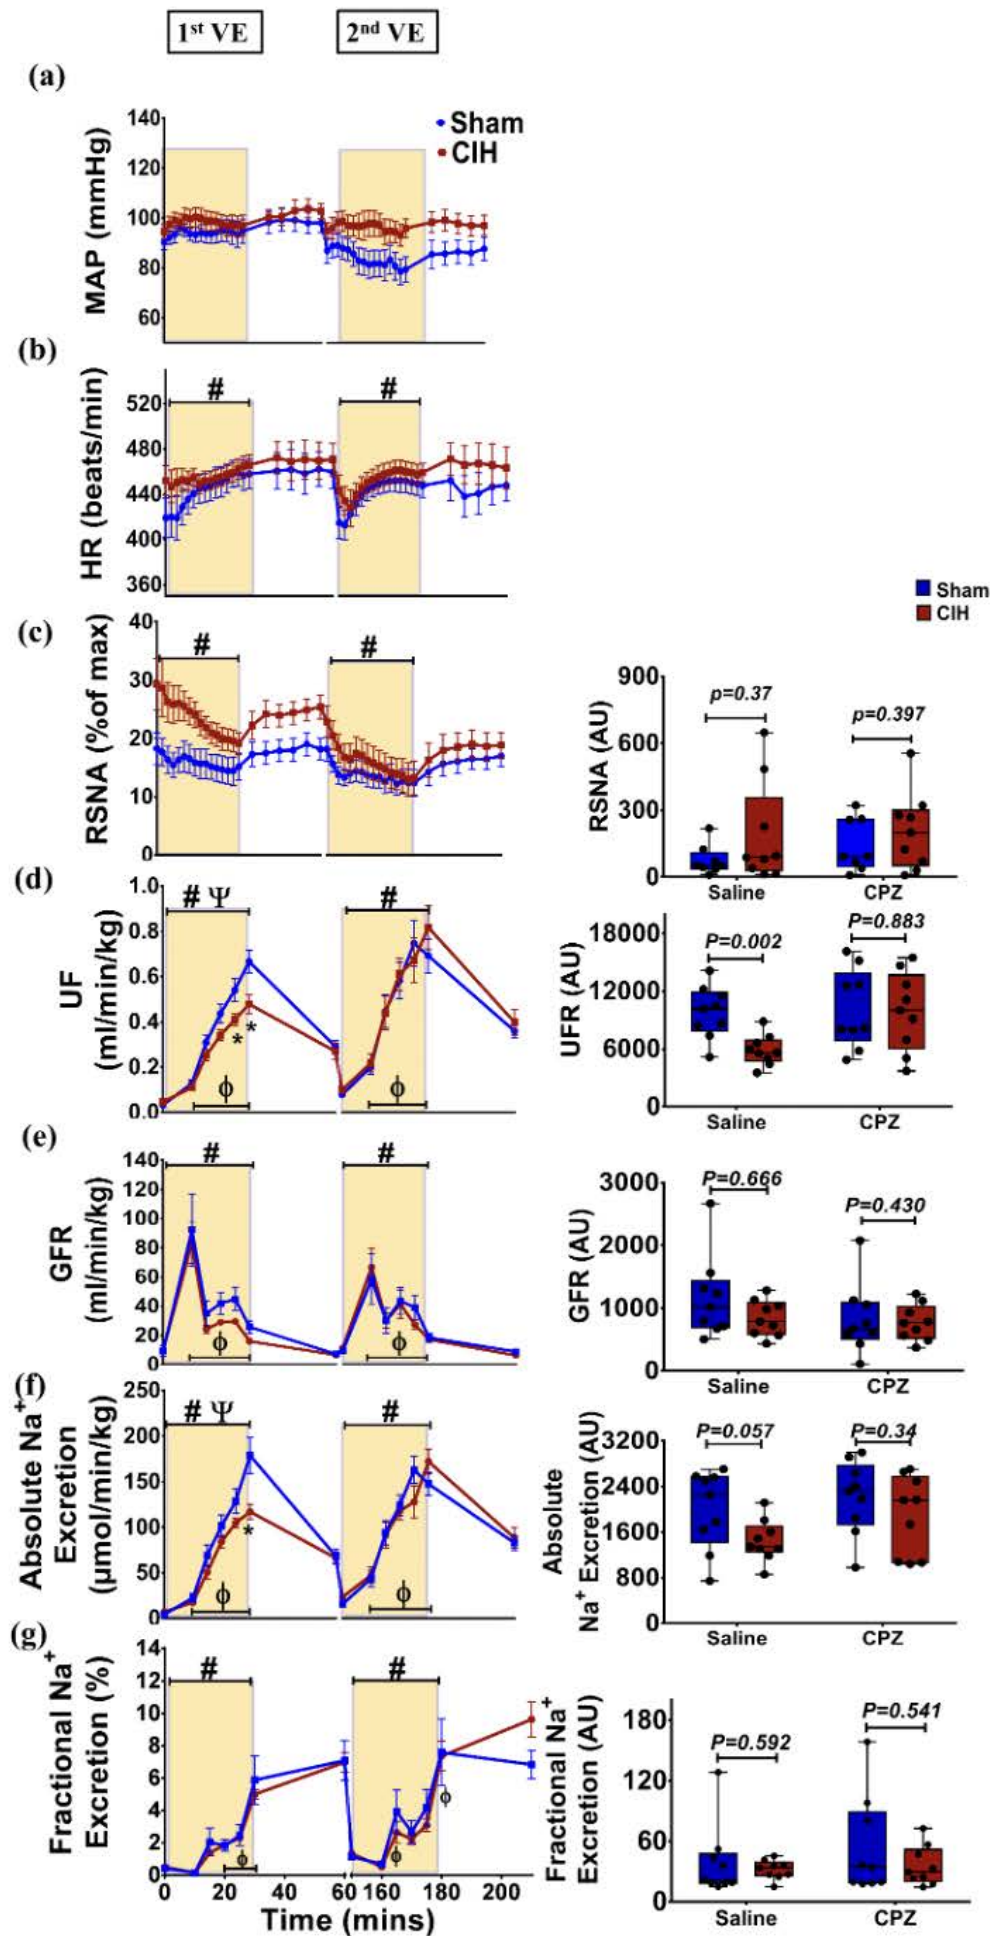 1st VE
2nd VE
(a)
MAP (mmHg)
140
120
100
80
60
Sham
CIH
(b)
HR (beats/min)
520
480
440
400
360
#
#
(c)
RSNA (%of max)
40
30
20
10
0
#
#
Sham
CIH
RSNA (AU)
900
600
300
0
p=0.37
p=0.397
Saline
CPZ
(d)
UF
(ml/min/kg)
1.0
0.8
0.6
0.4
0.2
0.0
# Ψ
#
*
*
ϕ
ϕ
UFR (AU)
18000
12000
6000
0
P=0.002
P=0.883
Saline
CPZ
(e)
GFR
(ml/min/kg)
140
120
100
80
60
40
20
0
#
#
ϕ
ϕ
GFR (AU)
3000
2000
1000
0
P=0.666
P=0.430
Saline
CPZ
(f)
Absolute Na+
Excretion
(μmol/min/kg)
250
200
150
100
50
0
# Ψ
#
*
ϕ
ϕ
Absolute
Na+ Excretion (AU)
3200
2400
1600
800
0
P=0.057
P=0.34
Saline
CPZ
(g)
Fractional Na+
Excretion (%)
14
12
10
8
6
4
2
0
#
#
ϕ
ϕ
ϕ
0 20 40 60 160 180 200
Time (mins)
Fractional Na+
Excretion (AU)
180
120
60
0
P=0.592
P=0.541
Saline
CPZ